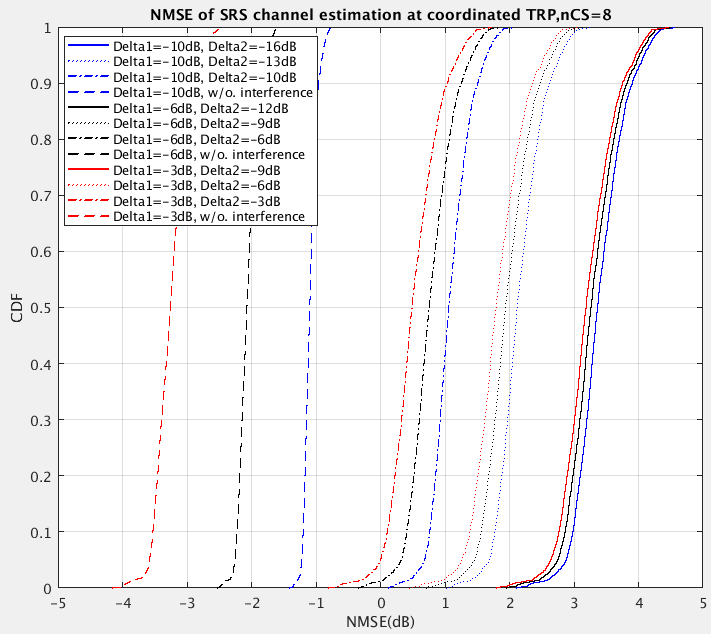 NMSE of SRS channel estimation at coordinated TRP,nCS=8
Delta1=−10dB, Delta2=−16dB
Delta1=−10dB, Delta2=−13dB
Delta1=−10dB, Delta2=−10dB
Delta1=−10dB, w/o. interference
Delta1=−6dB, Delta2=−12dB
Delta1=−6dB, Delta2=−9dB
Delta1=−6dB, Delta2=−6dB
Delta1=−6dB, w/o. interference
Delta1=−3dB, Delta2=−9dB
Delta1=−3dB, Delta2=−6dB
Delta1=−3dB, Delta2=−3dB
Delta1=−3dB, w/o. interference
1
0.9
0.8
0.7
0.6
0.5
0.4
0.3
0.2
0.1
0
CDF
−5 −4 −3 −2 −1 0 1 2 3 4 5
NMSE(dB)